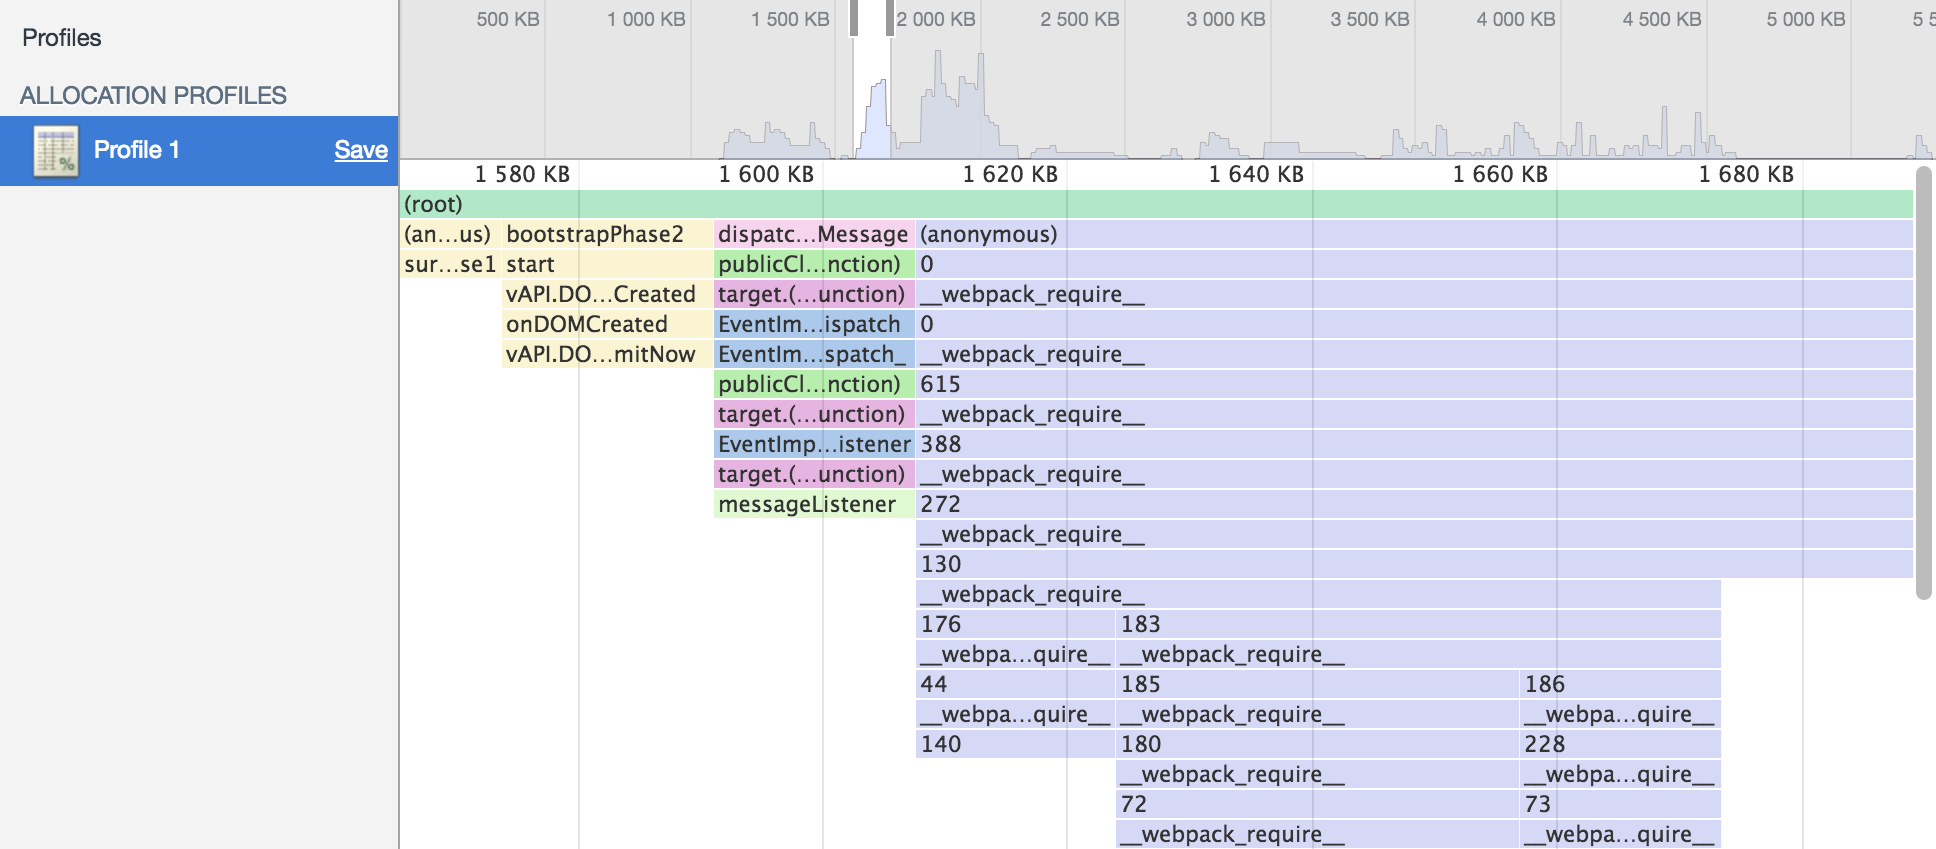 Profiles
ALLOCATION PROFILES
Profile 1 Save
500 KB 1 000 KB 1 500 KB 2 000 KB 2 500 KB 3 000 KB 3 500 KB 4 000 KB 4 500 KB 5 000 KB 5 5
1 580 KB 1 600 KB 1 620 KB 1 640 KB 1 660 KB 1 680 KB
(root)
(an...us) bootstrapPhase2 dispatc...Message (anonymous)
sur...se1 start publicCl...nction) 0
vAPI.DO...Created target.(...unction) __webpack_require__
onDOMCreated EventIm...ispatch 0
vAPI.DO...mitNow EventIm...spatch_ __webpack_require__
publicCl...nction) 615
target.(...unction) __webpack_require__
EventImp...istener 388
target.(...unction) __webpack_require__
messageListener 272
__webpack_require__
130
__webpack_require__
176 183
__webpa...quire__ __webpack_require__
44 185 186
__webpa...quire__ __webpack_require__ __webpa...quire__
140 180 228
__webpack_require__ __webpa...quire__
72 73
__webpack_require__ __webpa...quire__